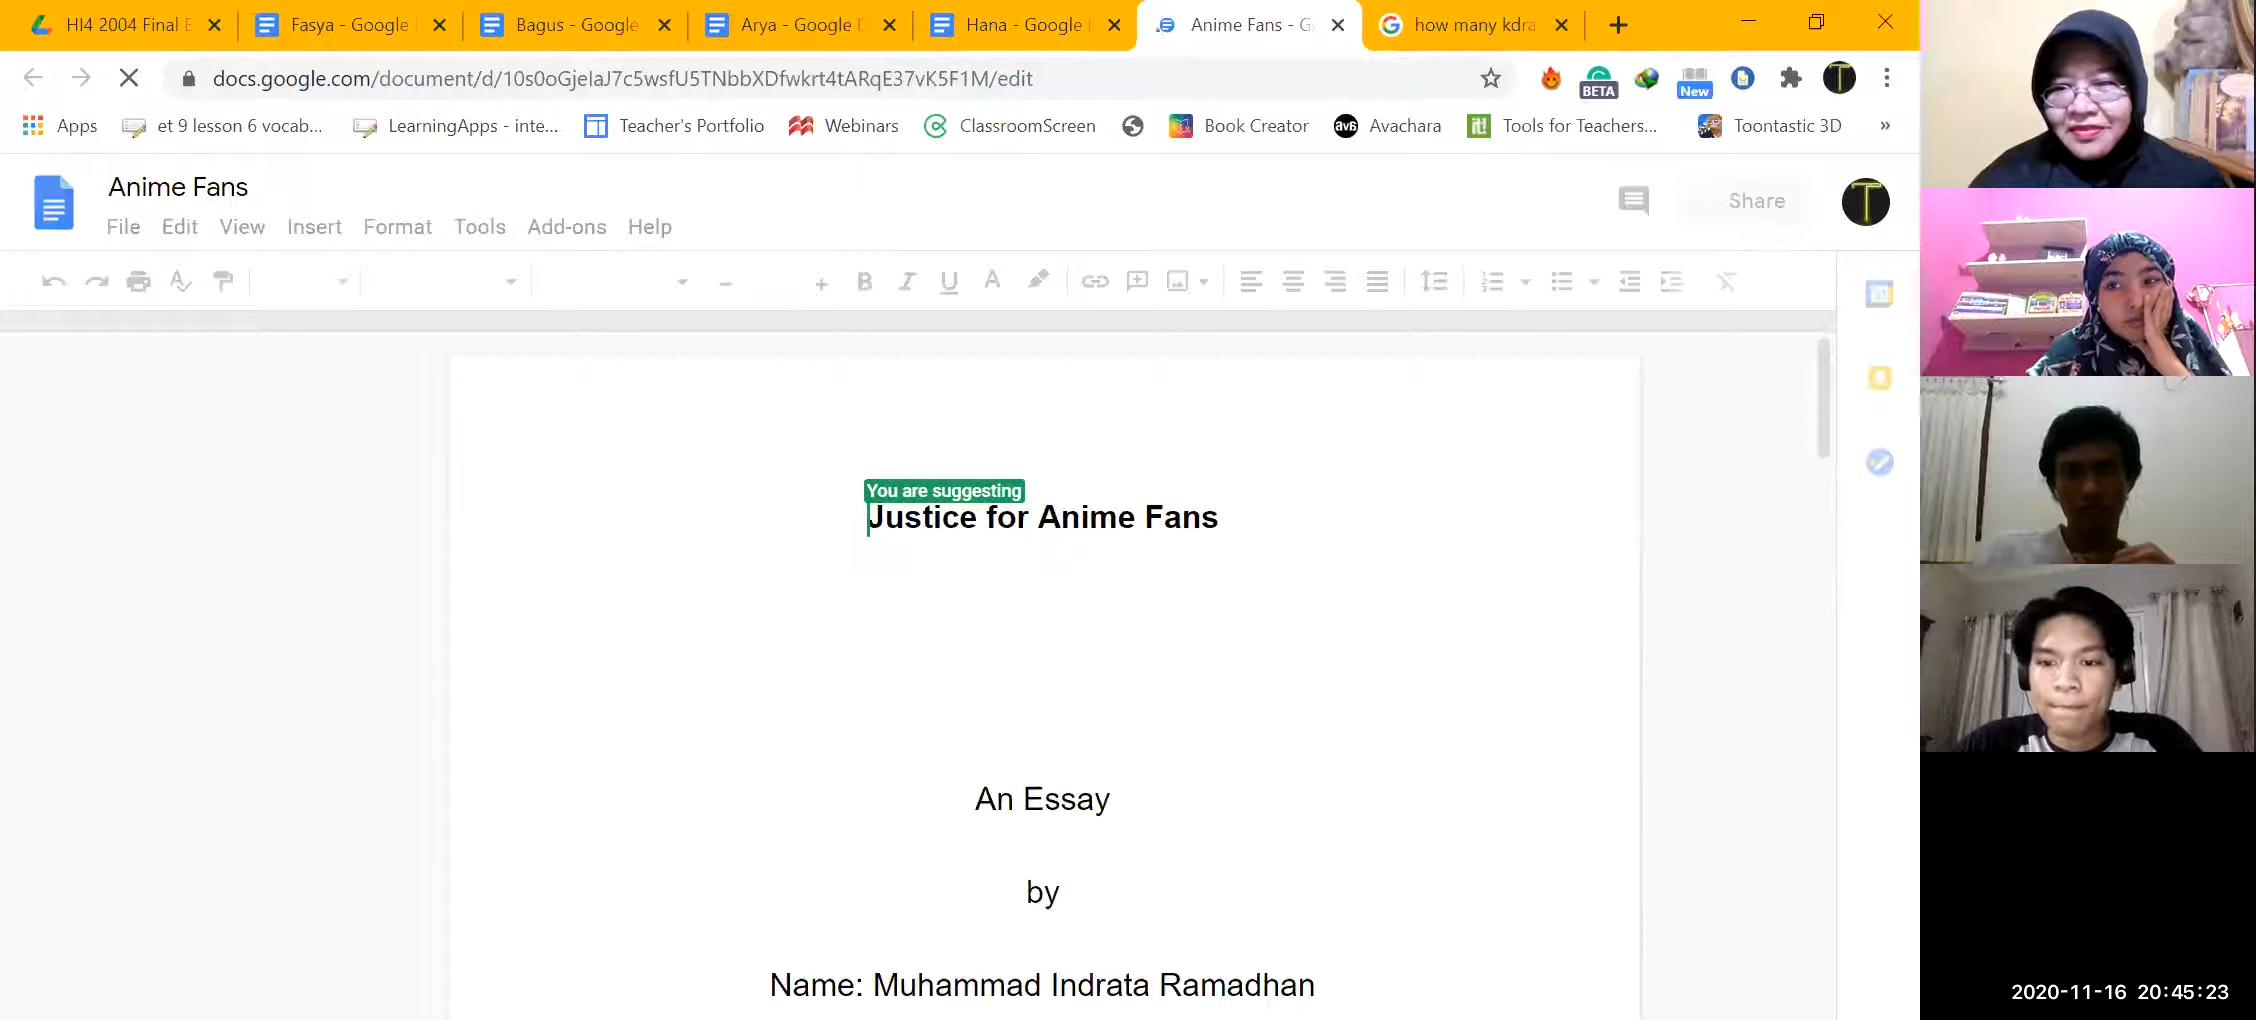 HI4 2004 Final E
Fasya - Google
Bagus - Google
Arya - Google D
Hana - Google
Anime Fans - G
how many kdra
docs.google.com/document/d/10s0oGjelaJ7c5wsfU5TNbbXDfwkrt4tARqE37vK5F1M/edit
BETA
New
T
Apps
et 9 lesson 6 vocab...
LearningApps - inte...
Teacher's Portfolio
Webinars
ClassroomScreen
Book Creator
Avachara
Tools for Teachers...
Toontastic 3D
»
Anime Fans
Share
T
File Edit View Insert Format Tools Add-ons Help
B I U A
You are suggesting
Justice for Anime Fans
An Essay
by
Name: Muhammad Indrata Ramadhan
2020-11-16 20:45:23